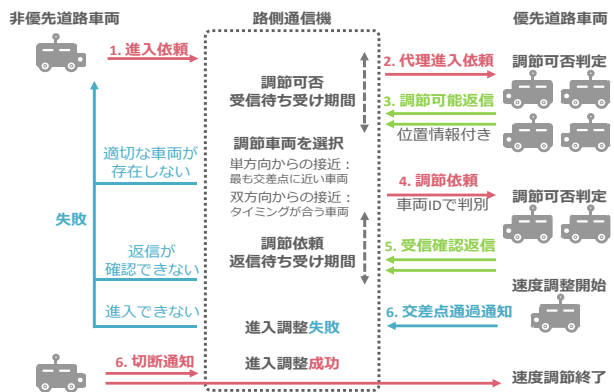 非優先道路車両
路側通信機
優先道路車両
1. 進入依頼
2. 代理進入依頼
調節可否判定
調節可否
受信待ち受け期間
3. 調節可能返信
位置情報付き
調節車両を選択
適切な車両が
存在しない
単方向からの接近：
最も交差点に近い車両
双方向からの接近：
タイミングが合う車両
4. 調節依頼
車両IDで判別
調節可否判定
失敗
調節依頼
返信待ち受け期間
5. 受信確認返信
返信が
確認できない
速度調整開始
進入できない
進入調整失敗
6. 交差点通過通知
6. 切断通知
進入調整成功
速度調節終了